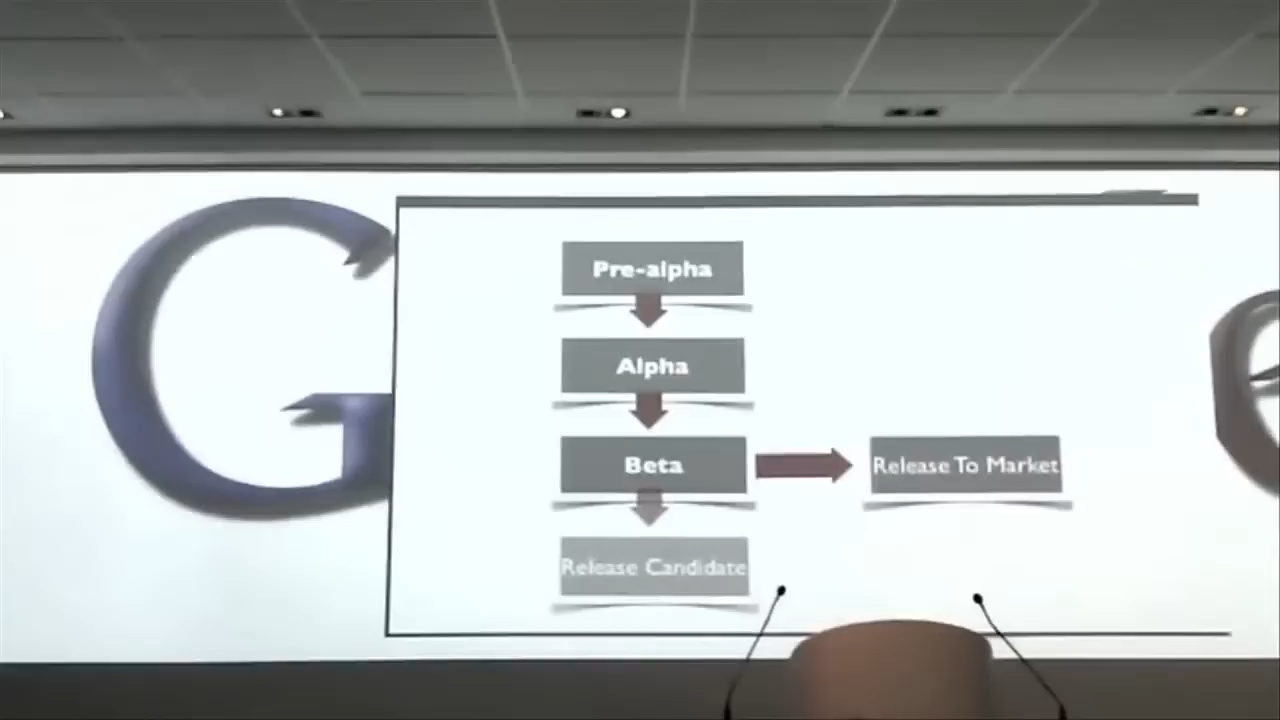 G
e
Pre-alpha
Alpha
Beta
Release To Market
Release Candidate